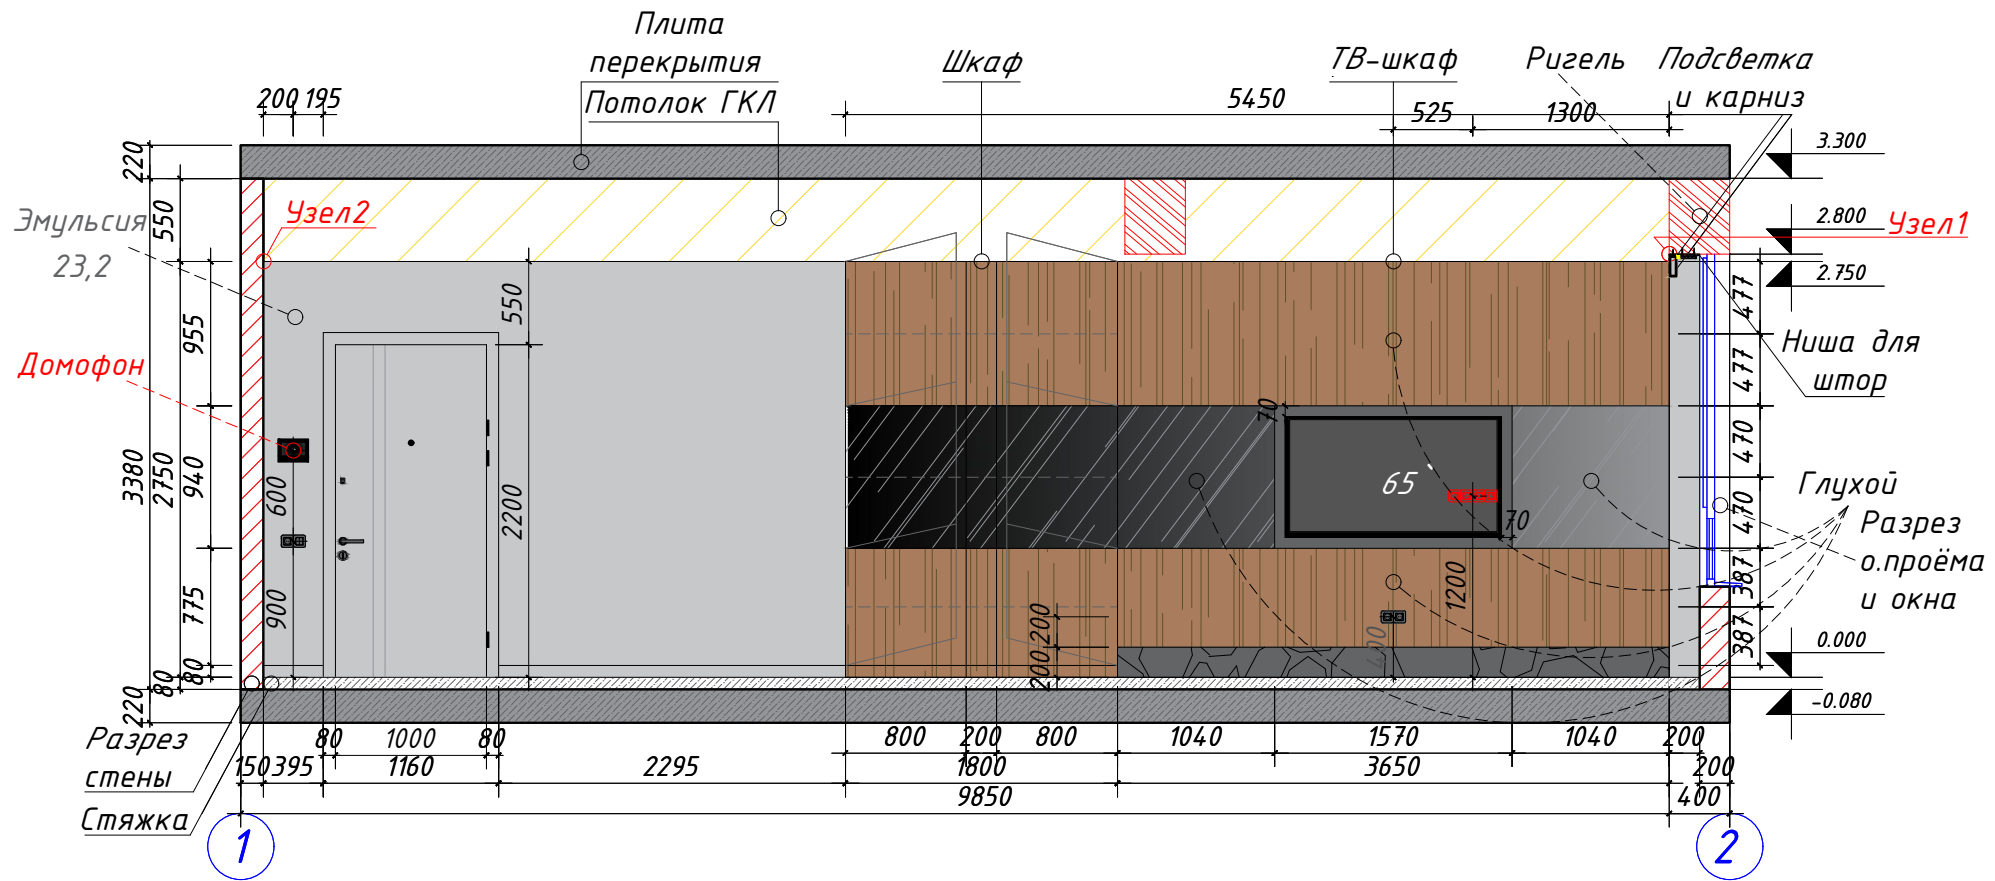 Плита
перекрытия
Потолок ГКЛ
Шкаф
ТВ-шкаф
Ригель
Подсветка
и карниз
200 195
5450
525
1300
220
3.300
550
Эмульсия
23,2
Узел2
2.800
Узел1
2.750
477
550
955
Домофон
Ниша для
штор
477
70
3380
2750
940
600
2200
65
470
70
Глухой
470
Разрез
о.проёма
и окна
775
900
1200
387
200
400
387
0.000
80
200
80
-0.080
220
Разрез
стены
Стяжка
80
1000
80
800
200
800
1040
1570
1040
200
150
395
1160
2295
1800
3650
200
9850
400
1
2